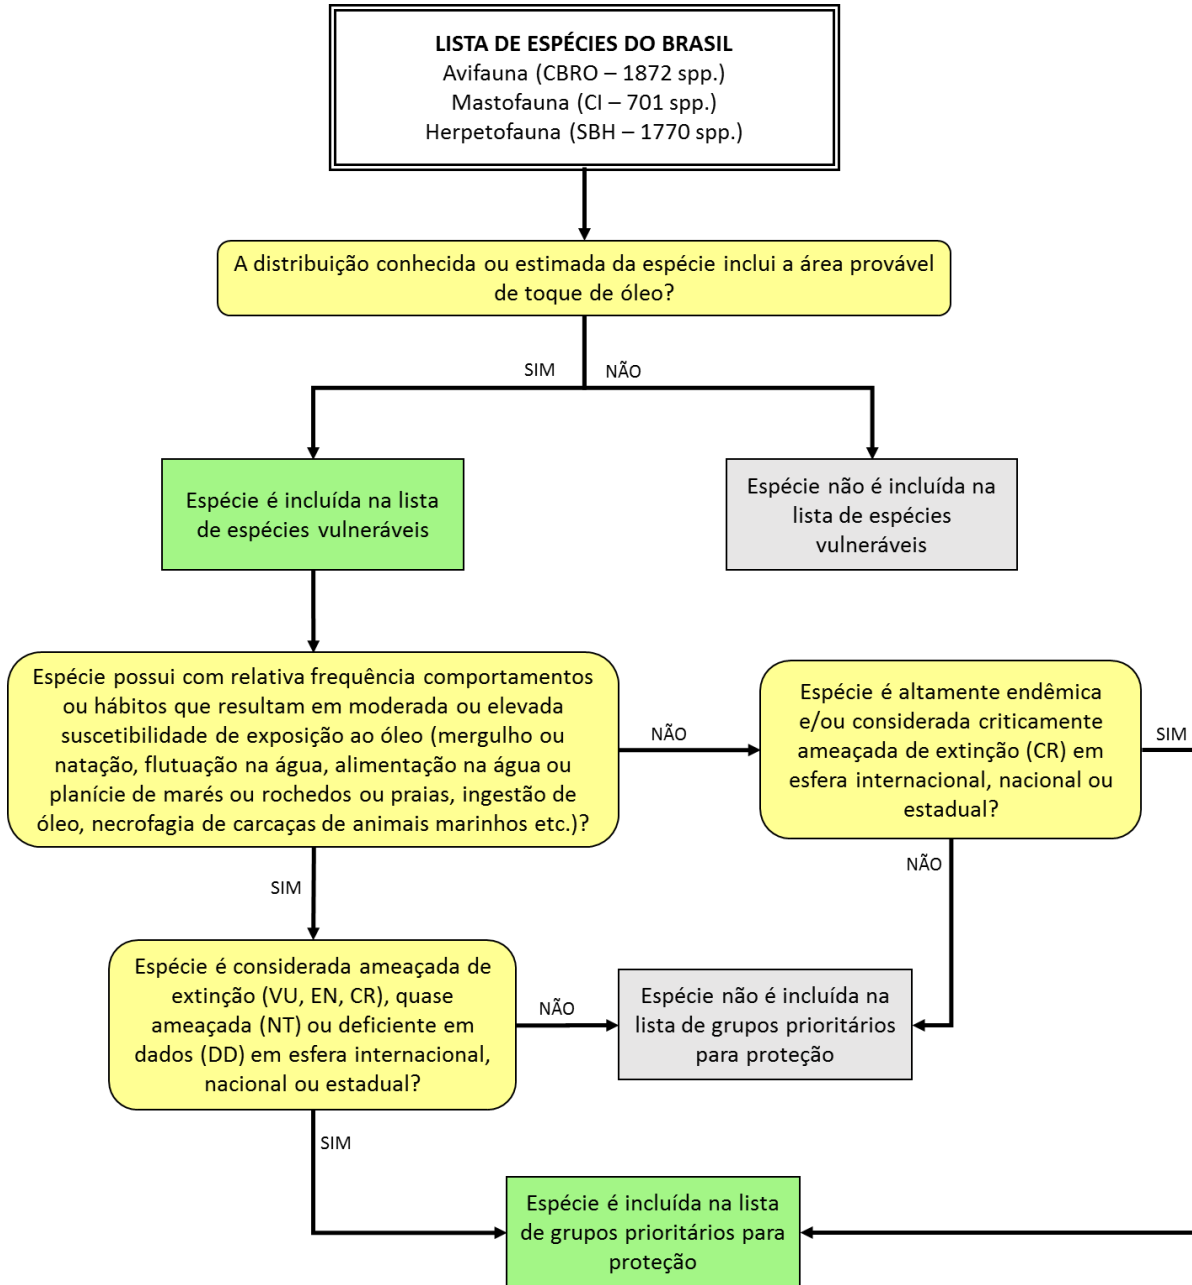 LISTA DE ESPÉCIES DO BRASIL
Avifauna (CBRO – 1872 spp.)
Mastofauna (CI – 701 spp.)
Herpetofauna (SBH – 1770 spp.)
A distribuição conhecida ou estimada da espécie inclui a área provável
de toque de óleo?
SIM
NÃO
Espécie é incluída na lista
de espécies vulneráveis
Espécie não é incluída na
lista de espécies
vulneráveis
Espécie possui com relativa frequência comportamentos
ou hábitos que resultam em moderada ou elevada
suscetibilidade de exposição ao óleo (mergulho ou
natação, flutuação na água, alimentação na água ou
planície de marés ou rochedos ou praias, ingestão de
óleo, necrofagia de carcaças de animais marinhos etc.)?
NÃO
Espécie é altamente endêmica
e/ou considerada criticamente
ameaçada de extinção (CR) em
esfera internacional, nacional ou
estadual?
SIM
NÃO
SIM
Espécie é considerada ameaçada de
extinção (VU, EN, CR), quase
ameaçada (NT) ou deficiente em
dados (DD) em esfera internacional,
nacional ou estadual?
NÃO
Espécie não é incluída na
lista de grupos prioritários
para proteção
SIM
Espécie é incluída na lista
de grupos prioritários para
proteção